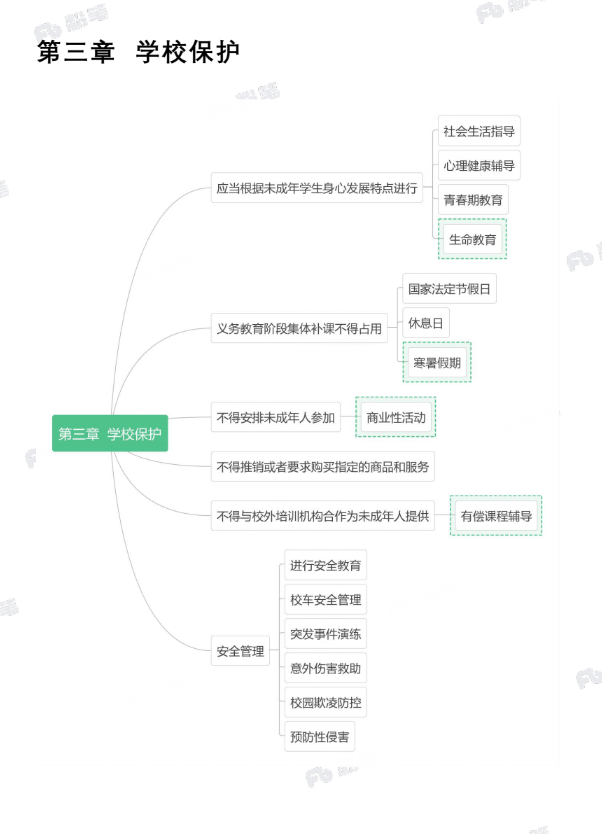 粉笔
粉笔
第三章 学校保护
粉笔
社会生活指导
心理健康辅导
应当根据未成年学生身心发展特点进行
青春期教育
生命教育
国家法定节假日
休息日
义务教育阶段集体补课不得占用
寒暑假期
不得安排未成年人参加
商业性活动
第三章 学校保护
不得推销或者要求购买指定的商品和服务
不得与校外培训机构合作为未成年人提供
有偿课程辅导
进行安全教育
校车安全管理
突发事件演练
安全管理
意外伤害救助
校园欺凌防控
预防性侵害
粉笔